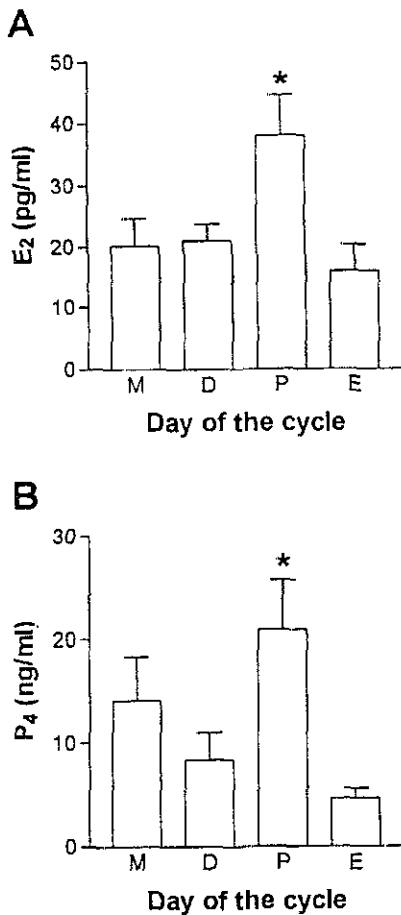 A
E₂ (pg/ml)
50
40
30
20
10
0
*
M D P E
Day of the cycle
B
P₄ (ng/ml)
30
20
10
0
*
M D P E
Day of the cycle